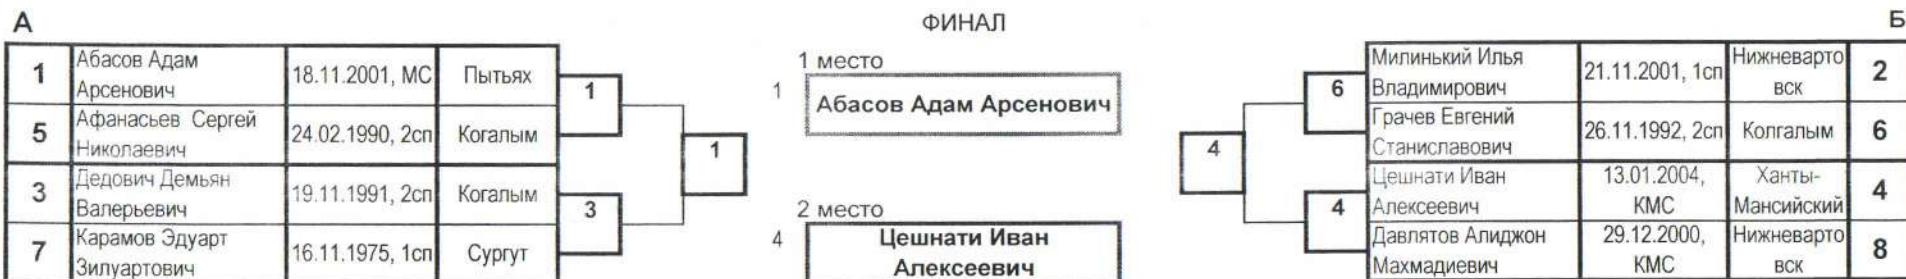 А
ФИНАЛ
Б
1
Абасов Адам
Арсенович
18.11.2001, МС
Пытьях
5
Афанасьев Сергей
Николаевич
24.02.1990, 2сп
Когалым
3
Дедович Демьян
Валерьевич
19.11.1991, 2сп
Когалым
7
Карамов Эдуарт
Зилуартович
16.11.1975, 1сп
Сургут
1
3
1
1 место
1
Абасов Адам Арсенович
2 место
4
Цешнати Иван
Алексеевич
4
6
4
Милинький Илья
Владимирович
21.11.2001, 1сп
Нижневарто
вск
2
Грачев Евгений
Станиславович
26.11.1992, 2сп
Колгалым
6
Цешнати Иван
Алексеевич
13.01.2004,
КМС
Ханты-
Мансийский
4
Давлятов Алиджон
Махмадиевич
29.12.2000,
КМС
Нижневарто
вск
8